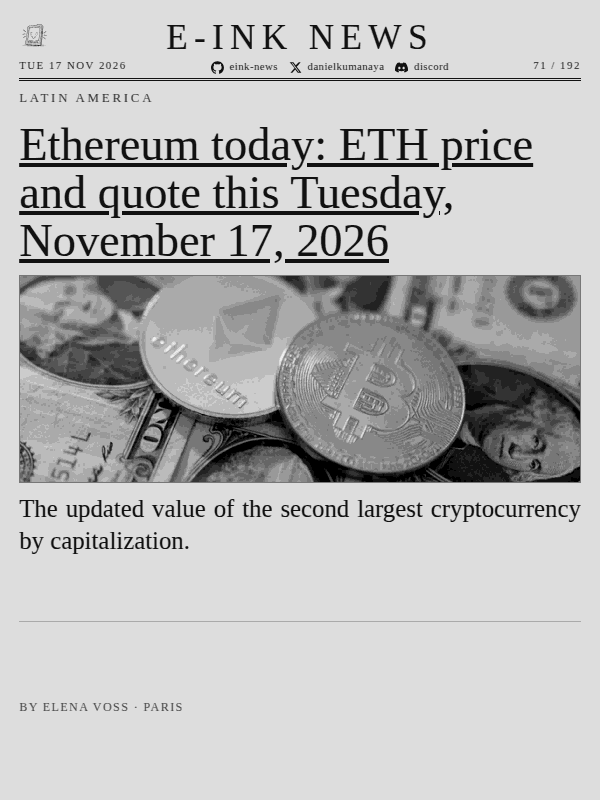 E-INK NEWS
TUE 17 NOV 2026
eink-news danielkumanaya discord
71 / 192
LATIN AMERICA
Ethereum today: ETH price
and quote this Tuesday,
November 17, 2026
ethereum
514L
The updated value of the second largest cryptocurrency
by capitalization.
BY ELENA VOSS · PARIS